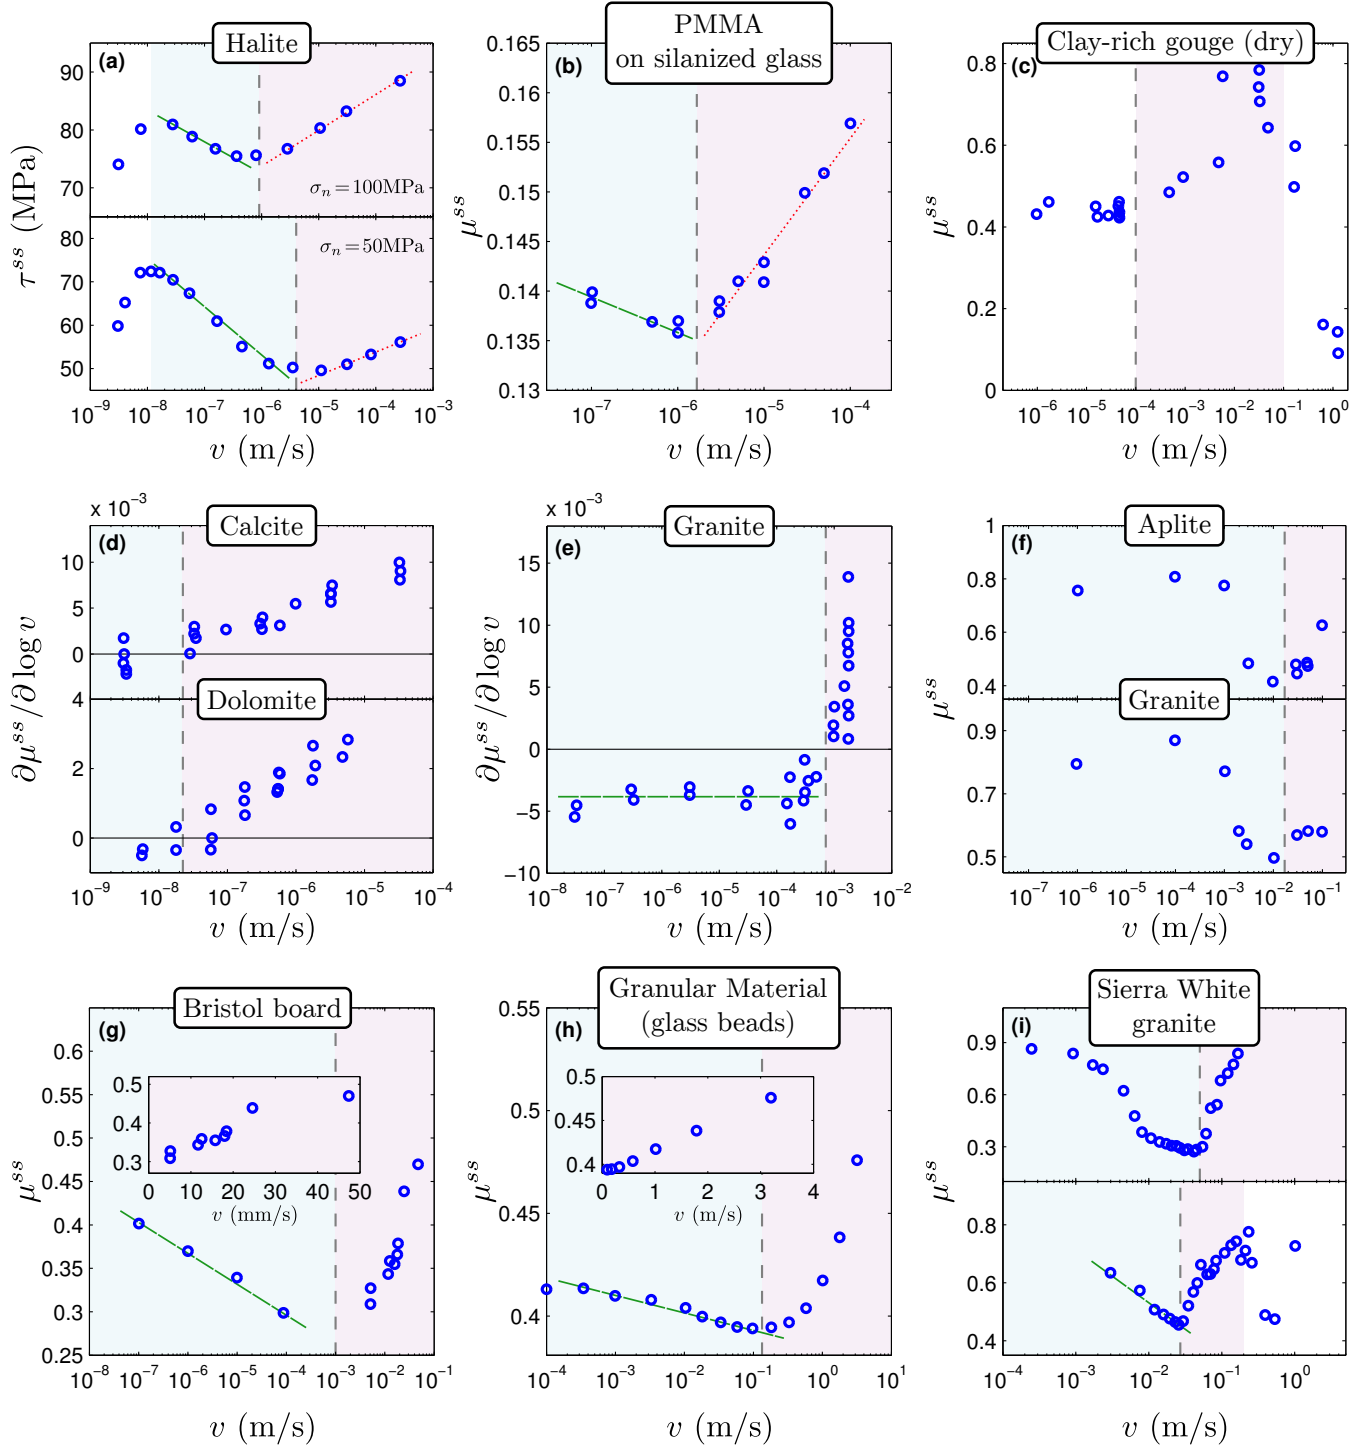 Halite
(a)
90
80
70
σₙ=100MPa
80
70
60
50
σₙ=50MPa
τˢˢ (MPa)
10⁻⁹ 10⁻⁸ 10⁻⁷ 10⁻⁶ 10⁻⁵ 10⁻⁴ 10⁻³
v (m/s)
PMMA
on silanized glass
(b)
0.165
0.16
0.155
0.15
0.145
0.14
0.135
0.13
μˢˢ
10⁻⁷ 10⁻⁶ 10⁻⁵ 10⁻⁴
v (m/s)
Clay-rich gouge (dry)
(c)
0.8
0.6
0.4
0.2
0
μˢˢ
10⁻⁶ 10⁻⁵ 10⁻⁴ 10⁻³ 10⁻² 10⁻¹ 10⁰
v (m/s)
x 10⁻³
Calcite
(d)
10
5
0
Dolomite
4
2
0
∂μˢˢ/∂ log v
10⁻⁹ 10⁻⁸ 10⁻⁷ 10⁻⁶ 10⁻⁵ 10⁻⁴
v (m/s)
x 10⁻³
Granite
(e)
15
10
5
0
−5
−10
∂μˢˢ/∂ log v
10⁻⁸ 10⁻⁷ 10⁻⁶ 10⁻⁵ 10⁻⁴ 10⁻³ 10⁻²
v (m/s)
Aplite
(f)
1
0.8
0.6
0.4
Granite
0.9
0.7
0.5
μˢˢ
10⁻⁷ 10⁻⁶ 10⁻⁵ 10⁻⁴ 10⁻³ 10⁻² 10⁻¹
v (m/s)
Bristol board
(g)
0.6
0.55
0.5
0.45
0.4
0.35
0.3
0.25
μˢˢ
0.5
0.4
0.3
0 10 20 30 40 50
v (mm/s)
10⁻⁸ 10⁻⁷ 10⁻⁶ 10⁻⁵ 10⁻⁴ 10⁻³ 10⁻² 10⁻¹
v (m/s)
Granular Material
(glass beads)
(h)
0.55
0.5
0.45
0.4
μˢˢ
0.5
0.45
0.4
0 1 2 3 4
v (m/s)
10⁻⁴ 10⁻³ 10⁻² 10⁻¹ 10⁰ 10¹
v (m/s)
Sierra White
granite
(i)
0.9
0.6
0.3
0.8
0.6
0.4
μˢˢ
10⁻⁴ 10⁻³ 10⁻² 10⁻¹ 10⁰
v (m/s)